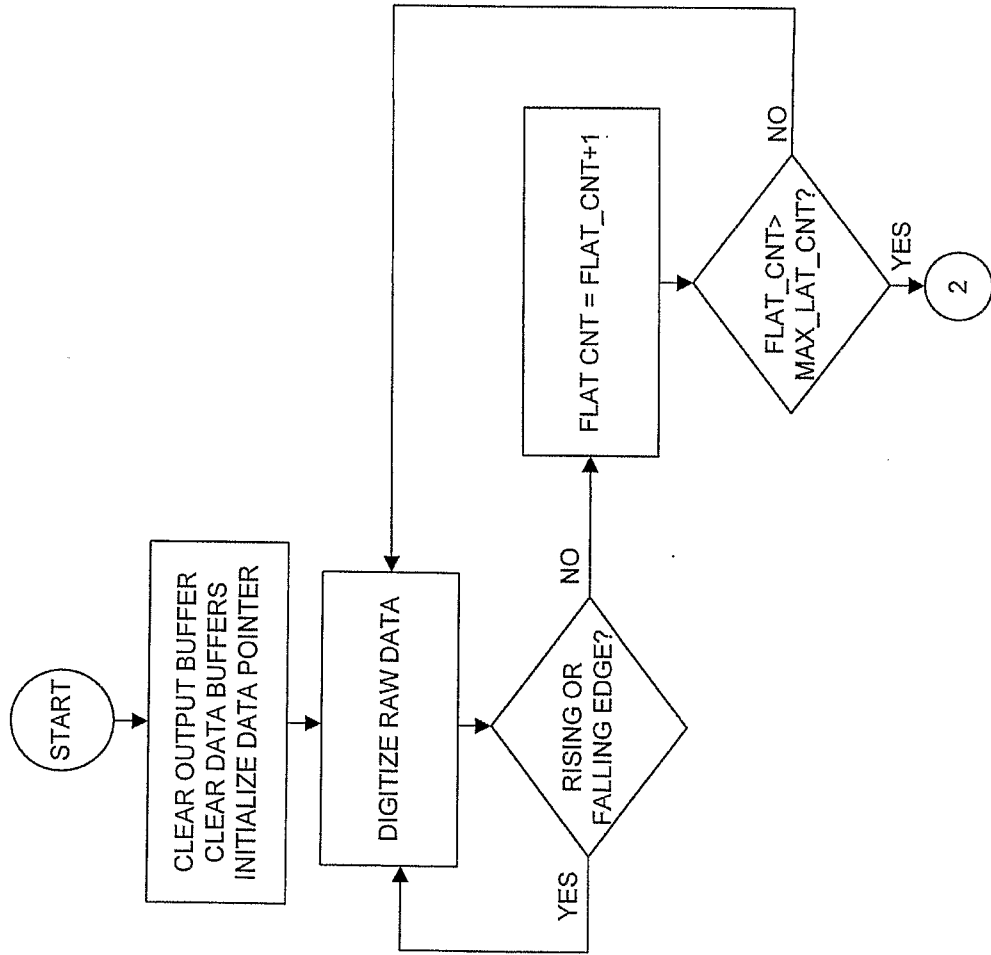 START
CLEAR OUTPUT BUFFER
CLEAR DATA BUFFERS
INITIALIZE DATA POINTER
DIGITIZE RAW DATA
RISING OR
FALLING EDGE?
YES
NO
FLAT CNT = FLAT_CNT+1
FLAT_CNT>
MAX_LAT_CNT?
NO
YES
2